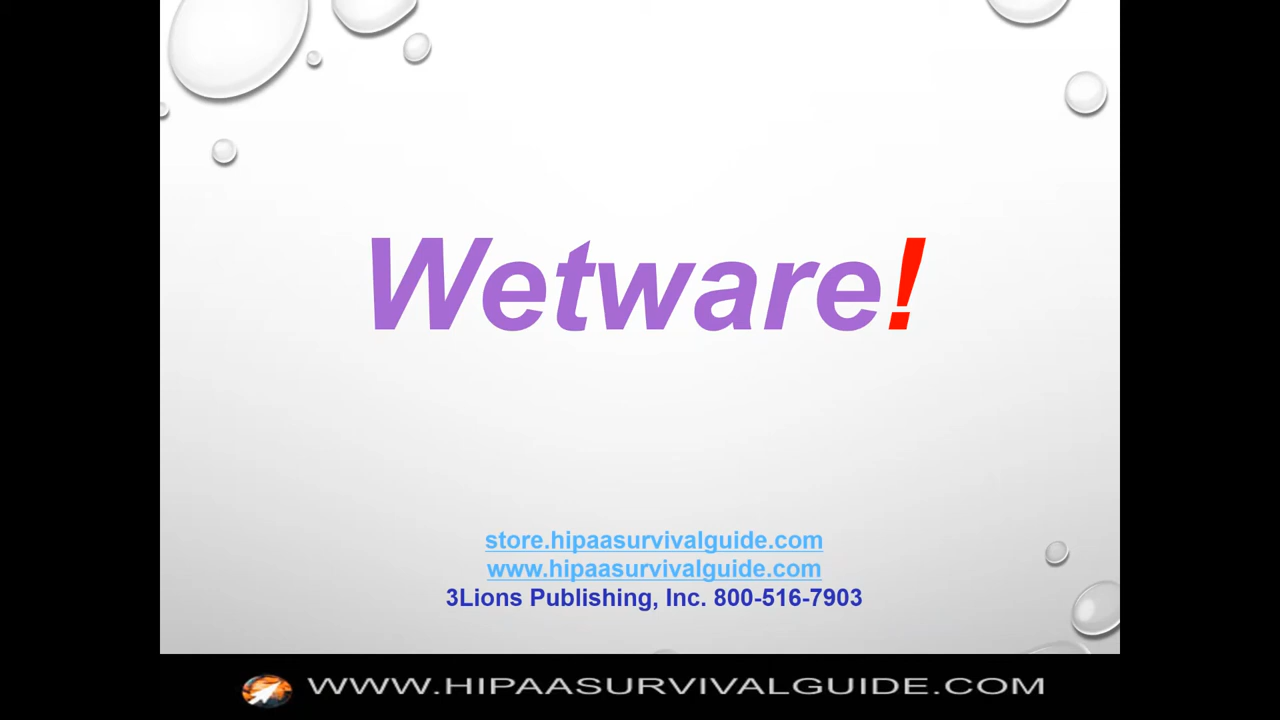 Wetware!
store.hipaasurvivalguide.com
www.hipaasurvivalguide.com
3Lions Publishing, Inc. 800-516-7903
WWW.HIPAASURVIVALGUIDE.COM